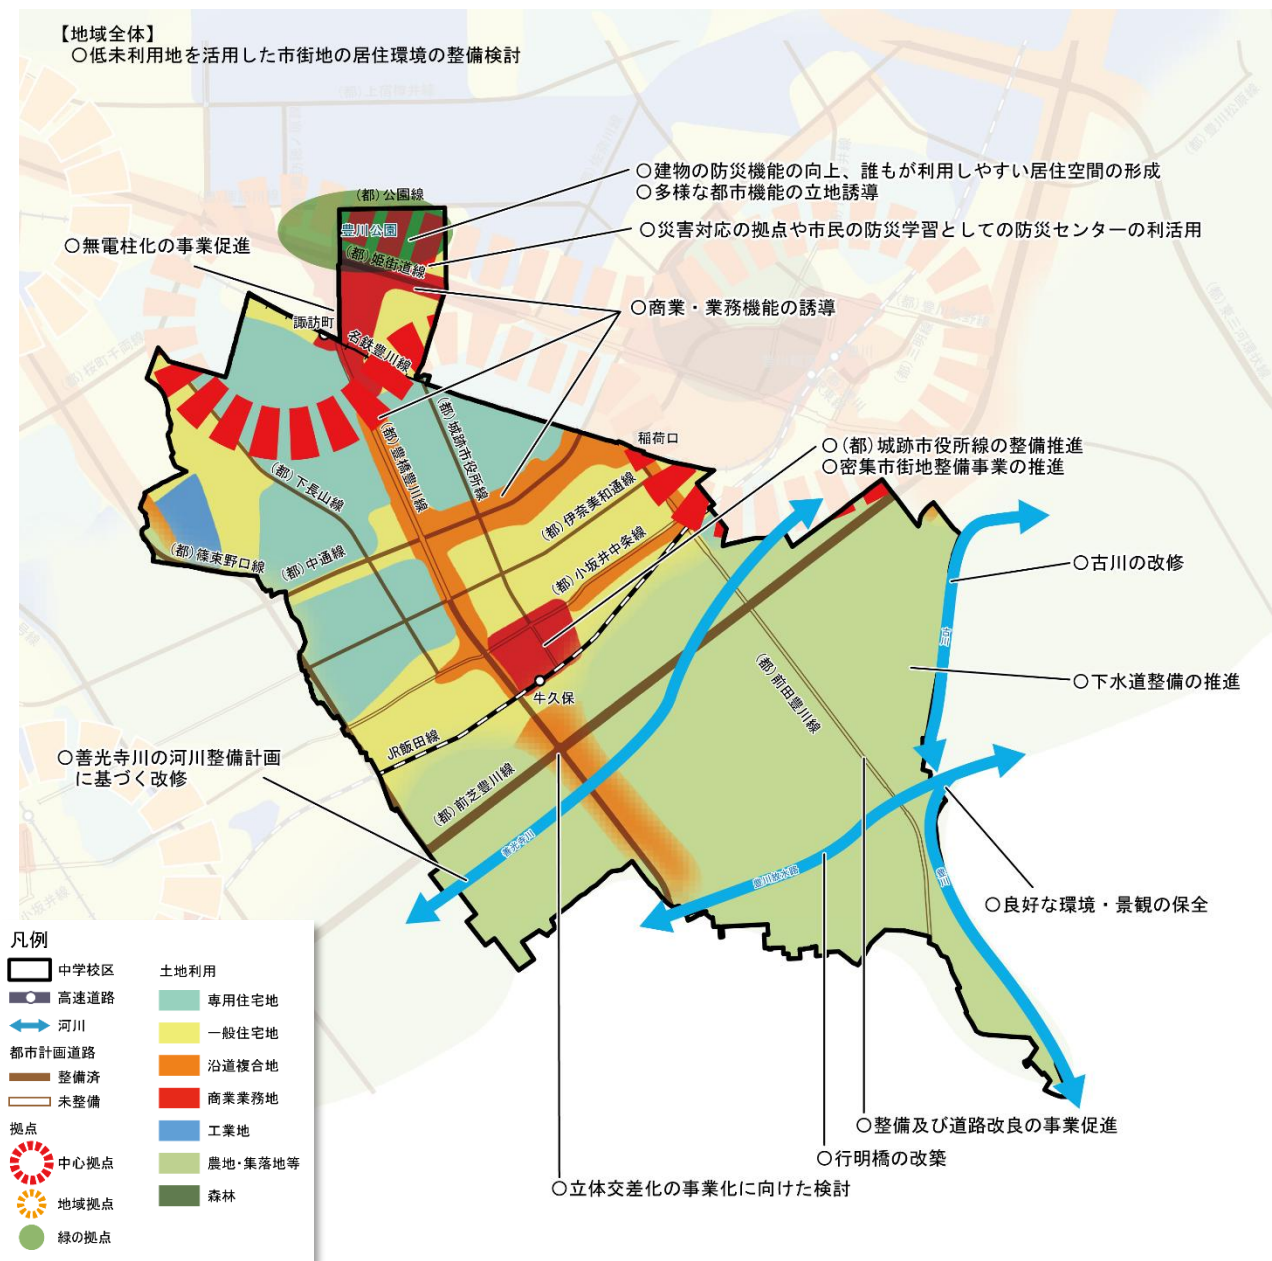 【地域全体】
○低未利用地を活用した市街地の居住環境の整備検討
○建物の防災機能の向上、誰もが利用しやすい居住空間の形成
○多様な都市機能の立地誘導
(都)公園線
豊川公園
○災害対応の拠点や市民の防災学習としての防災センターの利活用
○無電柱化の事業促進
(都)姫街道線
○商業・業務機能の誘導
諏訪町
名鉄豊川線
(都)城跡市役所線
(都)豊橋豊川線
稲荷口
○(都)城跡市役所線の整備推進
○密集市街地整備事業の推進
(都)下長山線
(都)伊奈美和通線
(都)篠束野口線
(都)中通線
(都)小坂井中条線
○古川の改修
古川
(都)前田豊川線
○下水道整備の推進
牛久保
JR飯田線
○善光寺川の河川整備計画
に基づく改修
(都)前芝豊川線
善光寺川
豊川放水路
豊川
○良好な環境・景観の保全
○整備及び道路改良の事業促進
○行明橋の改築
○立体交差化の事業化に向けた検討
凡例
中学校区
高速道路
河川
都市計画道路
整備済
未整備
拠点
中心拠点
地域拠点
緑の拠点
土地利用
専用住宅地
一般住宅地
沿道複合地
商業業務地
工業地
農地・集落地等
森林